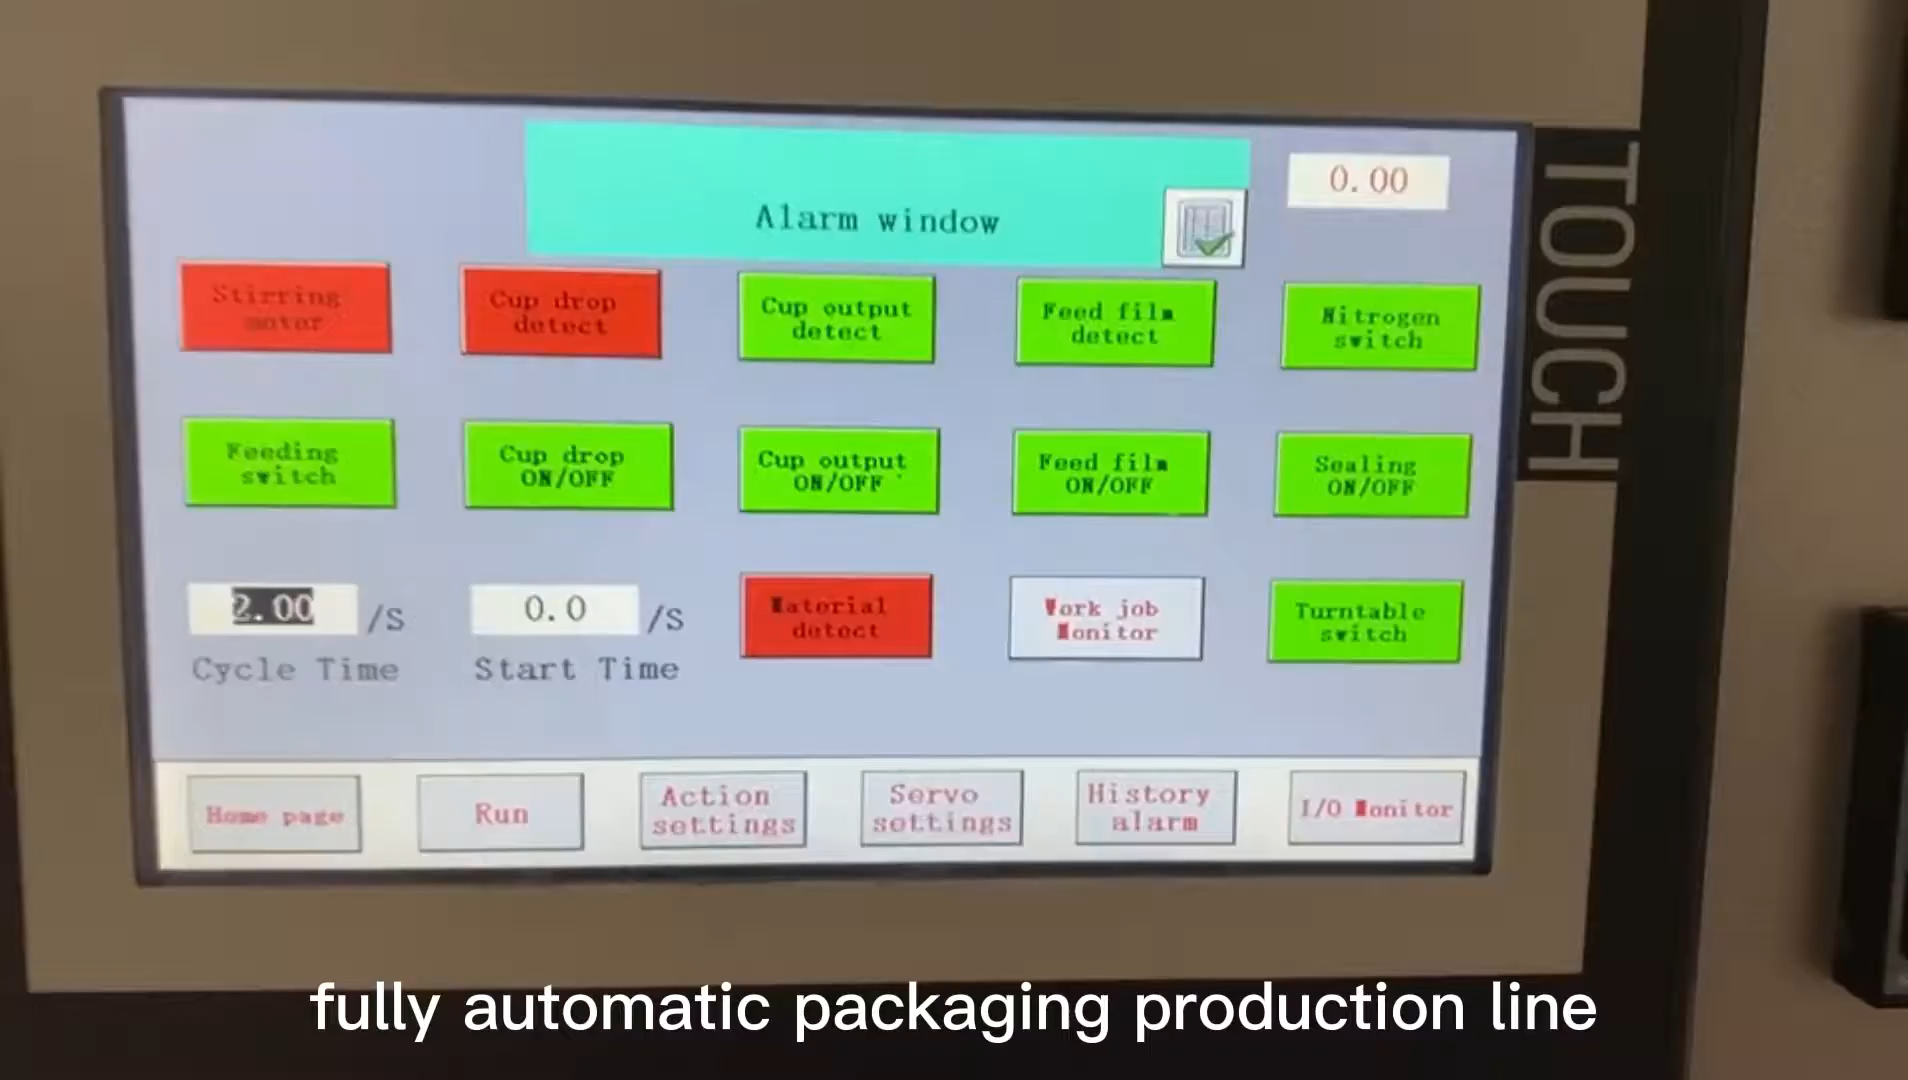 Alarm window
0.00
TOUCH
Stirring
motor
Cup drop
detect
Cup output
detect
Feed film
detect
Nitrogen
switch
Feeding
switch
Cup drop
ON/OFF
Cup output
ON/OFF
Feed film
ON/OFF
Sealing
ON/OFF
2.00 /S
Cycle Time
0.0 /S
Start Time
Material
detect
Work job
Monitor
Turntable
switch
Home page
Run
Action
settings
Servo
settings
History
alarm
I/O Monitor
fully automatic packaging production line